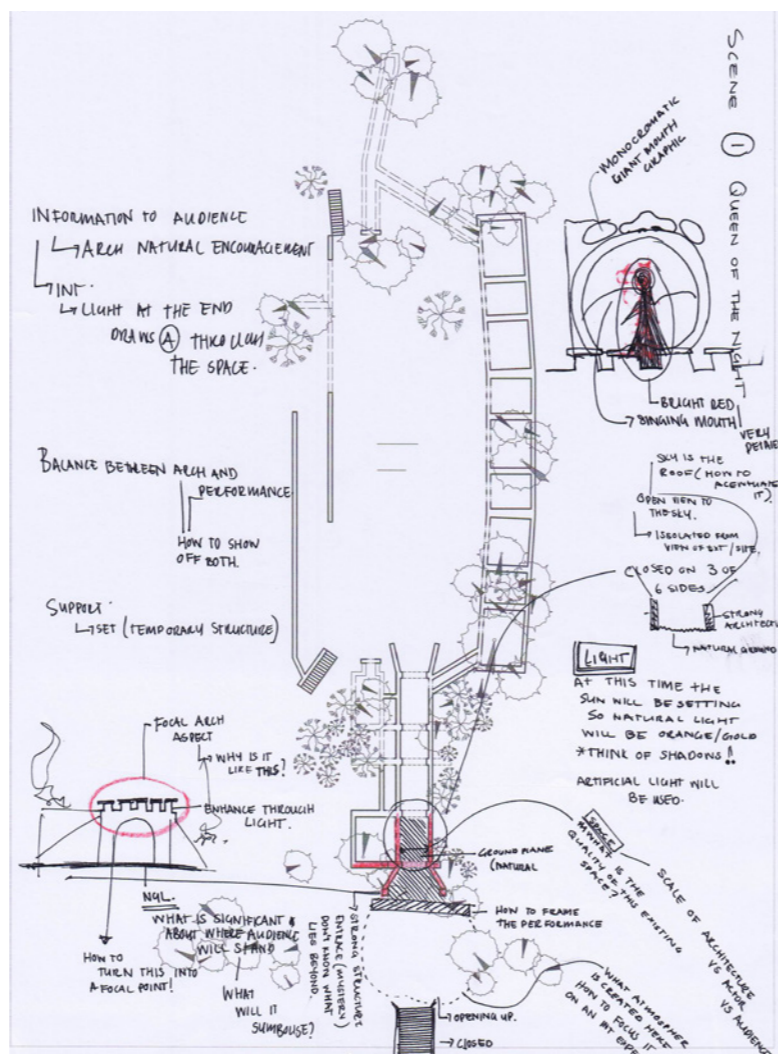 SCENE 1 QUEEN OF THE NIGHT
MONOCROMATIC
GIANT MOUTH
GRAPHIC
BRIGHT RED
SINGING MOUTH
VERY
INFORMATION TO AUDIENCE
ARCH NATURAL ENCOURAGEMENT
INT.
LIGHT AT THE END
DRAWS A THROUGH
THE SPACE.
BALANCE BETWEEN ARCH AND
PERFORMANCE
HOW TO SHOW
OFF BOTH.
SUPPORT
SET (TEMPORARY STRUCTURE)
SKY IS THE
ROOF (HOW TO
IT).
OPEN VIEW TO
THE SKY.
ISOLATED FROM
VIEW OF
CLOSED ON 3 OF
6 SIDES
STRONG
NATURAL GROUND
LIGHT
AT THIS TIME THE
SUN WILL BE SETTING
SO NATURAL LIGHT
WILL BE ORANGE/GOLD
*THINK OF SHADOWS!!
ARTIFICIAL LIGHT WILL
BE USED.
FOCAL ARCH
ASPECT
WHY IS IT
LIKE THIS?
ENHANCE THROUGH
LIGHT.
NGL.
WHAT IS SIGNIFICANT
ABOUT WHERE AUDIENCE
WILL STAND
WHAT
WILL IT
HOW TO
TURN THIS INTO
A FOCAL POINT!
STRONG STRUCTURE
DON'T KNOW WHAT
LIES BEYOND
GROUND PLANE
(NATURAL
HOW TO FRAME
THE PERFORMANCE
SPACE
WHAT IS THE
QUALITY OF THIS EXISTING
SPACE?
SCALE OF ARCHITECTURE
VS ACTOR
VS AUDIENCE
WHAT
IS CREATED HERE
HOW TO FOCUS IT
ON AN
OPENING UP.
CLOSED